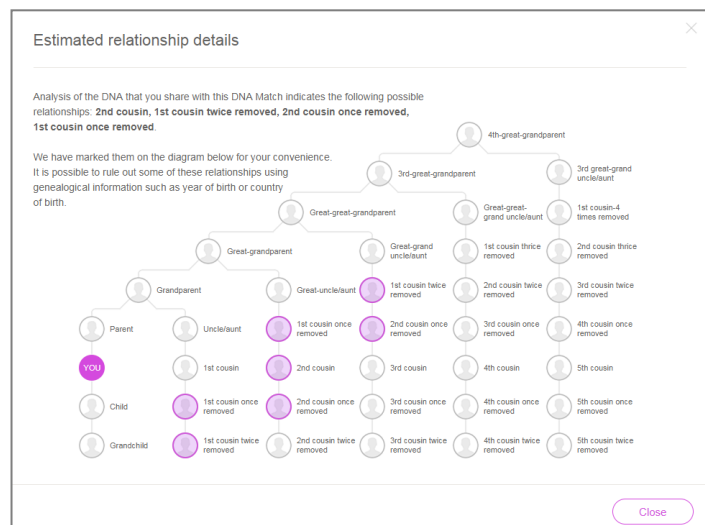 Estimated relationship details
Analysis of the DNA that you share with this DNA Match indicates the following possible
relationships: 2nd cousin, 1st cousin twice removed, 2nd cousin once removed,
1st cousin once removed.
We have marked them on the diagram below for your convenience.
It is possible to rule out some of these relationships using
genealogical information such as year of birth or country
of birth.
4th-great-grandparent
3rd-great-grandparent
3rd great-grand
uncle/aunt
Great-great-grandparent
Great-great-
grand uncle/aunt
1st cousin-4
times removed
Great-grandparent
Great-grand
uncle/aunt
1st cousin thrice
removed
2nd cousin thrice
removed
Grandparent
Great-uncle/aunt
1st cousin twice
removed
2nd cousin twice
removed
3rd cousin twice
removed
Parent
Uncle/aunt
1st cousin once
removed
2nd cousin once
removed
3rd cousin once
removed
4th cousin once
removed
YOU
1st cousin
2nd cousin
3rd cousin
4th cousin
5th cousin
Child
1st cousin once
removed
2nd cousin once
removed
3rd cousin once
removed
4th cousin once
removed
5th cousin once
removed
Grandchild
1st cousin twice
removed
2nd cousin twice
removed
3rd cousin twice
removed
4th cousin twice
removed
5th cousin twice
removed
Close